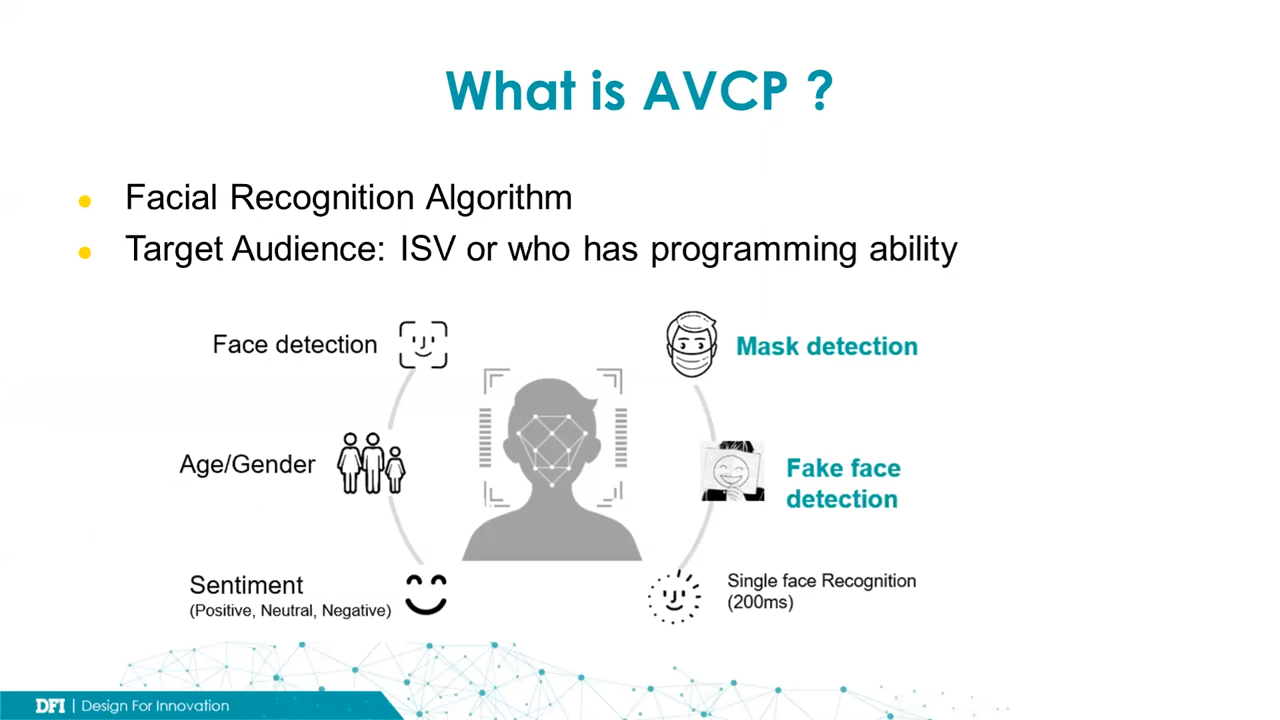 What is AVCP ?
Facial Recognition Algorithm
Target Audience: ISV or who has programming ability
Face detection
Mask detection
Age/Gender
Fake face
detection
Sentiment
(Positive, Neutral, Negative)
Single face Recognition
(200ms)
DFI | Design For Innovation